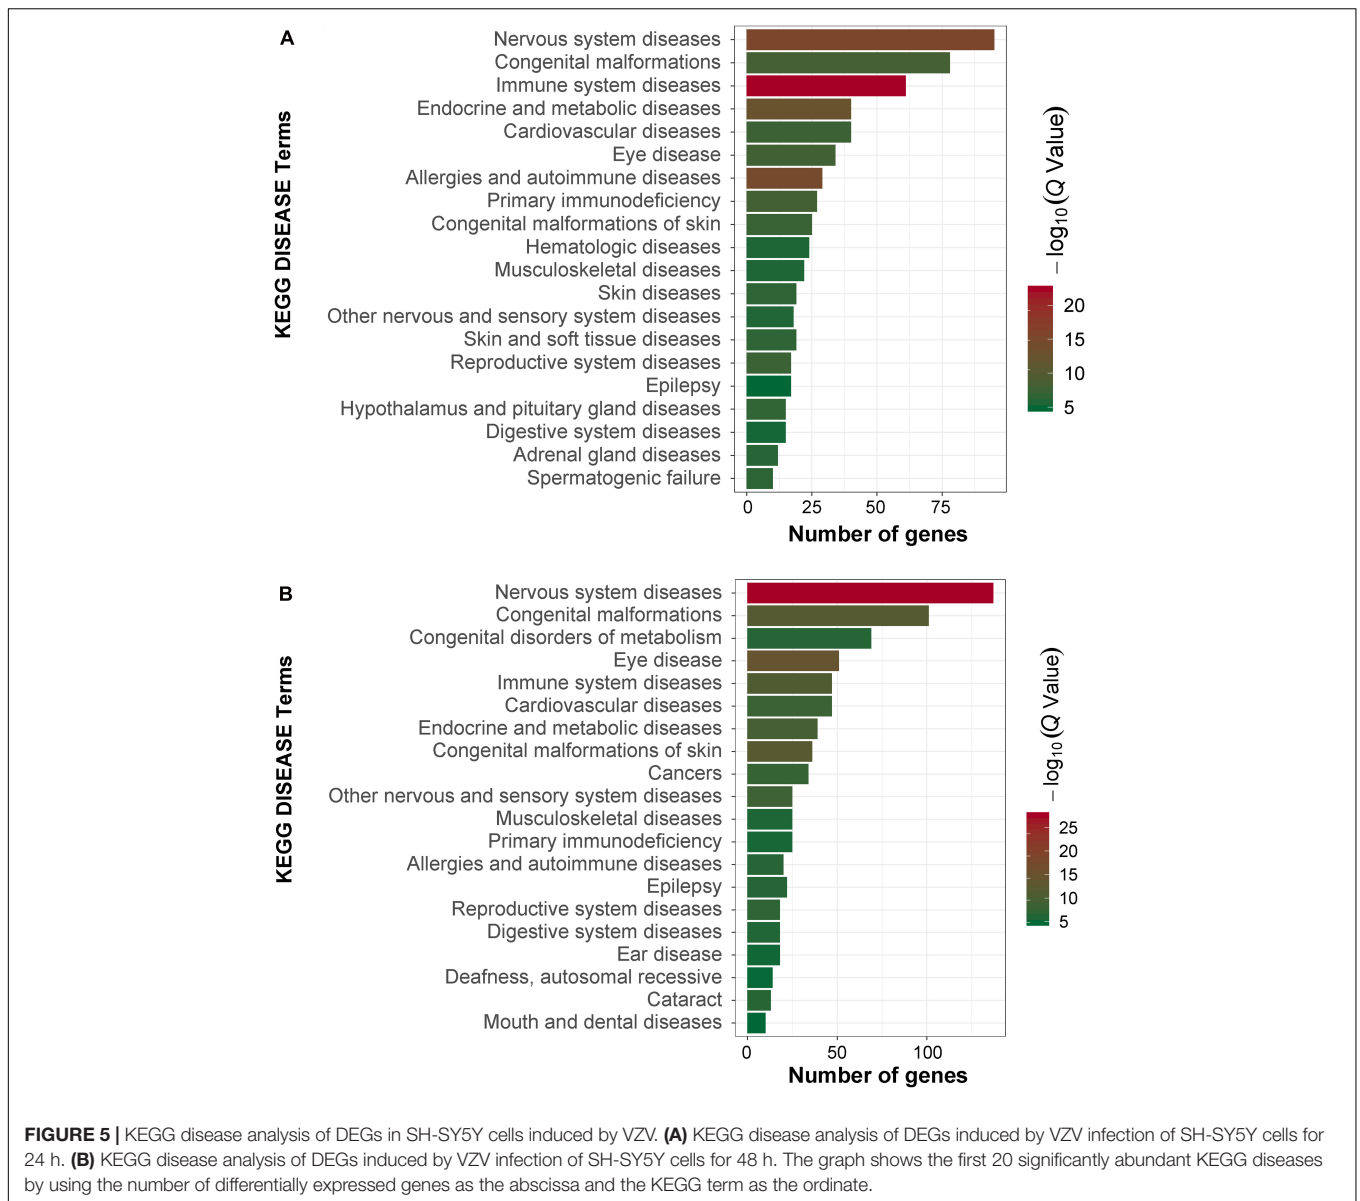 A
KEGG DISEASE Terms
Nervous system diseases
Congenital malformations
Immune system diseases
Endocrine and metabolic diseases
Cardiovascular diseases
Eye disease
Allergies and autoimmune diseases
Primary immunodeficiency
Congenital malformations of skin
Hematologic diseases
Musculoskeletal diseases
Skin diseases
Other nervous and sensory system diseases
Skin and soft tissue diseases
Reproductive system diseases
Epilepsy
Hypothalamus and pituitary gland diseases
Digestive system diseases
Adrenal gland diseases
Spermatogenic failure
0 25 50 75
Number of genes
− log10(Q Value)
20
15
10
5
B
KEGG DISEASE Terms
Nervous system diseases
Congenital malformations
Congenital disorders of metabolism
Eye disease
Immune system diseases
Cardiovascular diseases
Endocrine and metabolic diseases
Congenital malformations of skin
Cancers
Other nervous and sensory system diseases
Musculoskeletal diseases
Primary immunodeficiency
Allergies and autoimmune diseases
Epilepsy
Reproductive system diseases
Digestive system diseases
Ear disease
Deafness, autosomal recessive
Cataract
Mouth and dental diseases
0 50 100
Number of genes
− log10(Q Value)
25
20
15
10
5
FIGURE 5 | KEGG disease analysis of DEGs in SH-SY5Y cells induced by VZV. (A) KEGG disease analysis of DEGs induced by VZV infection of SH-SY5Y cells for
24 h. (B) KEGG disease analysis of DEGs induced by VZV infection of SH-SY5Y cells for 48 h. The graph shows the first 20 significantly abundant KEGG diseases
by using the number of differentially expressed genes as the abscissa and the KEGG term as the ordinate.